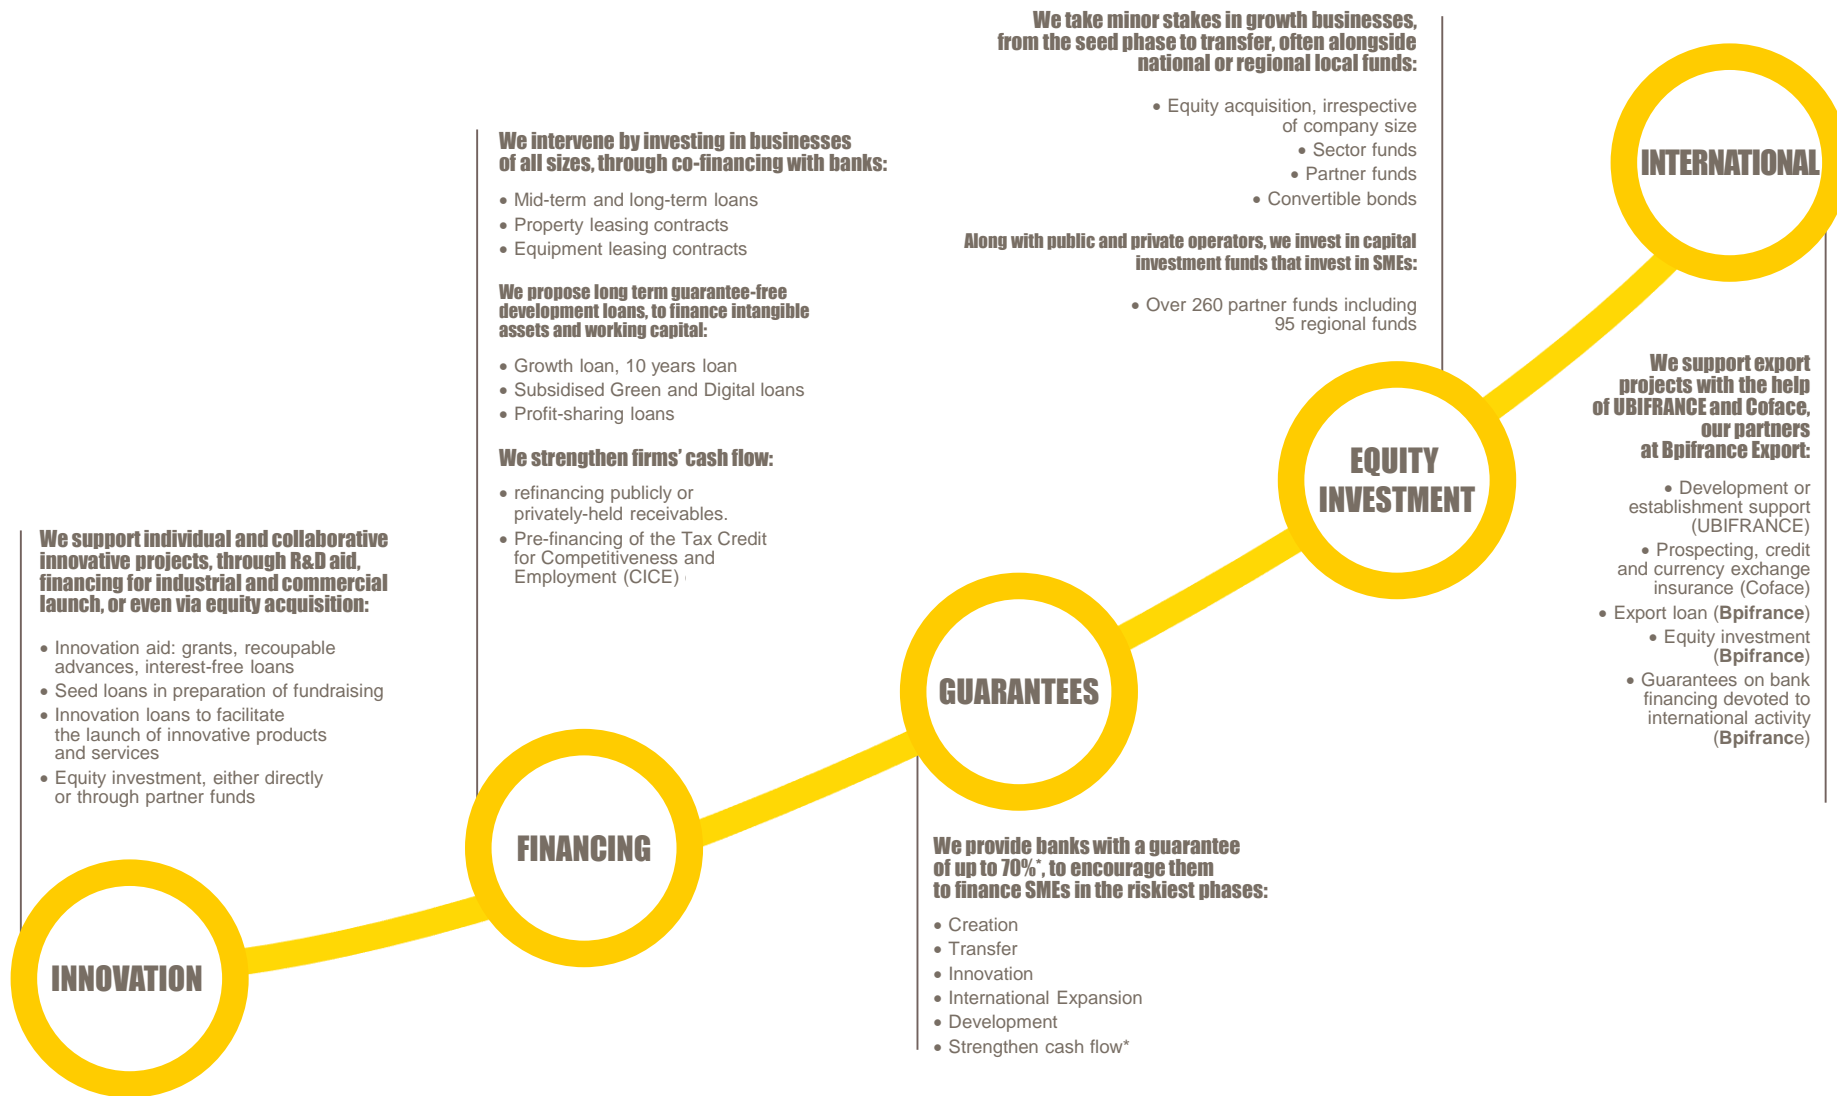 We support individual and collaborative
innovative projects, through R&D aid,
financing for industrial and commercial
launch, or even via equity acquisition:
• Innovation aid: grants, recoupable
advances, interest-free loans
• Seed loans in preparation of fundraising
• Innovation loans to facilitate
the launch of innovative products
and services
• Equity investment, either directly
or through partner funds
INNOVATION
We intervene by investing in businesses
of all sizes, through co-financing with banks:
• Mid-term and long-term loans
• Property leasing contracts
• Equipment leasing contracts
We propose long term guarantee-free
development loans, to finance intangible
assets and working capital:
• Growth loan, 10 years loan
• Subsidised Green and Digital loans
• Profit-sharing loans
We strengthen firms' cash flow:
• refinancing publicly or
privately-held receivables.
• Pre-financing of the Tax Credit
for Competitiveness and
Employment (CICE)
FINANCING
GUARANTEES
We provide banks with a guarantee
of up to 70%*, to encourage them
to finance SMEs in the riskiest phases:
• Creation
• Transfer
• Innovation
• International Expansion
• Development
• Strengthen cash flow*
We take minor stakes in growth businesses,
from the seed phase to transfer, often alongside
national or regional local funds:
• Equity acquisition, irrespective
of company size
• Sector funds
• Partner funds
• Convertible bonds
Along with public and private operators, we invest in capital
investment funds that invest in SMEs:
• Over 260 partner funds including
95 regional funds
EQUITY
INVESTMENT
INTERNATIONAL
We support export
projects with the help
of UBIFRANCE and Coface,
our partners
at Bpifrance Export:
• Development or
establishment support
(UBIFRANCE)
• Prospecting, credit
and currency exchange
insurance (Coface)
• Export loan (Bpifrance)
• Equity investment
(Bpifrance)
• Guarantees on bank
financing devoted to
international activity
(Bpifrance)